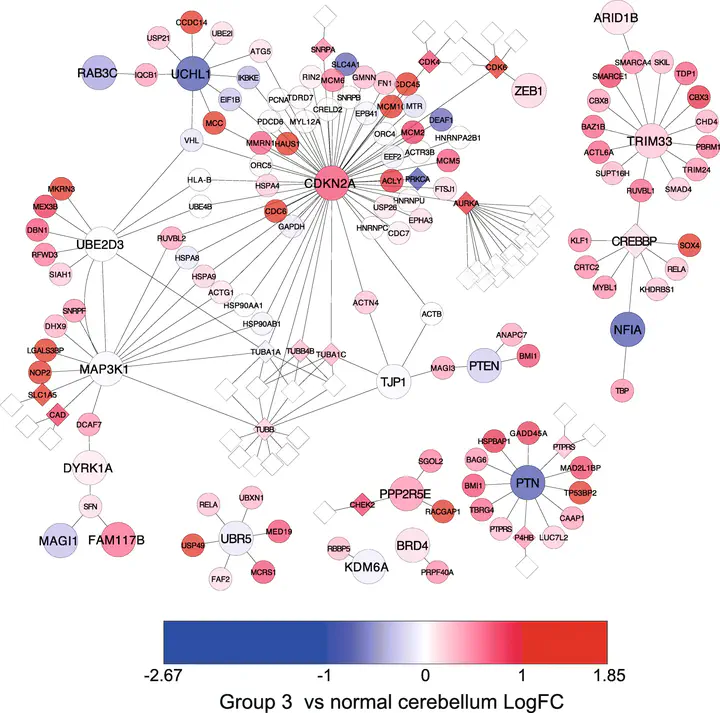 CCDC14
USP21
UBE2I
ATG5
RAB3C
IQCB1
UCHL1
IKBKE
EIF1B
MCC
VHL
SNRPA
SLC4A1
RIN2
MCM6
GMNN
FN1
CDC45
PCNA
TDRD7
CRELD2
SNRPB
MCM10
MTR
PDCD6
MYL12A
EPB41
DEAF1
MMRN1
HAUS1
ORC4
MCM2
HNRNPA2B1
ORC5
EEF2
ACTR3B
MCM5
HLA-B
HSPA4
CDKN2A
ACLY
PRKCA
FTSJ1
UBE4B
CDC6
USP26
HNRNPU
AURKA
GAPDH
EPHA3
HNRNPC
CDC7
CDK4
CDK6
ZEB1
ARID1B
SMARCA4
SKIL
SMARCE1
TDP1
CBX8
CBX3
BAZ1B
TRIM33
CHD4
ACTL6A
PBRM1
SUPT16H
TRIM24
RUVBL1
SMAD4
KLF1
CREBBP
SOX4
CRTC2
RELA
MYBL1
KHDRBS1
NFIA
TBP
MKRN3
MEX3B
DBN1
UBE2D3
RFWD3
SIAH1
RUVBL2
HSPA8
HSPA9
ACTG1
HSP90AA1
HSP90AB1
ACTN4
ACTB
SNRPF
DHX9
LGALS3BP
NOP2
MAP3K1
SLC1A5
CAD
DCAF7
TUBA1A
TUBB4B
TUBA1C
TJP1
MAGI3
PTEN
ANAPC7
BMI1
TUBB
DYRK1A
SFN
MAGI1
FAM117B
RELA
UBXN1
USP49
UBR5
MED19
FAF2
MCRS1
SGOL2
PPP2R5E
CHEK2
RACGAP1
RBBP5
BRD4
KDM6A
PRPF40A
HSPBAP1
GADD45A
PTPRS
BAG6
MAD2L1BP
BMI1
PTN
TP53BP2
TBRG4
CAAP1
PTPRS
P4HB
LUC7L2
-2.67
-1
0
1
1.85
Group 3 vs normal cerebellum LogFC